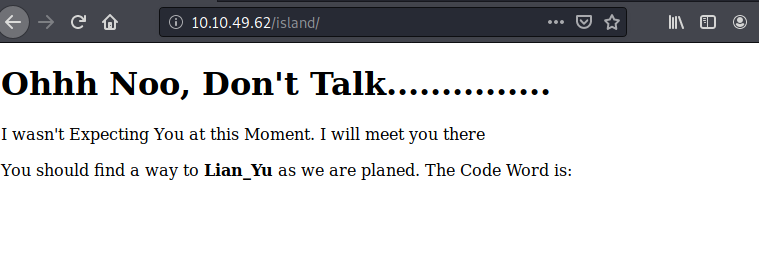 10.10.49.62/island/
Ohhh Noo, Don't Talk...............
I wasn't Expecting You at this Moment. I will meet you there
You should find a way to Lian_Yu as we are planed. The Code Word is: